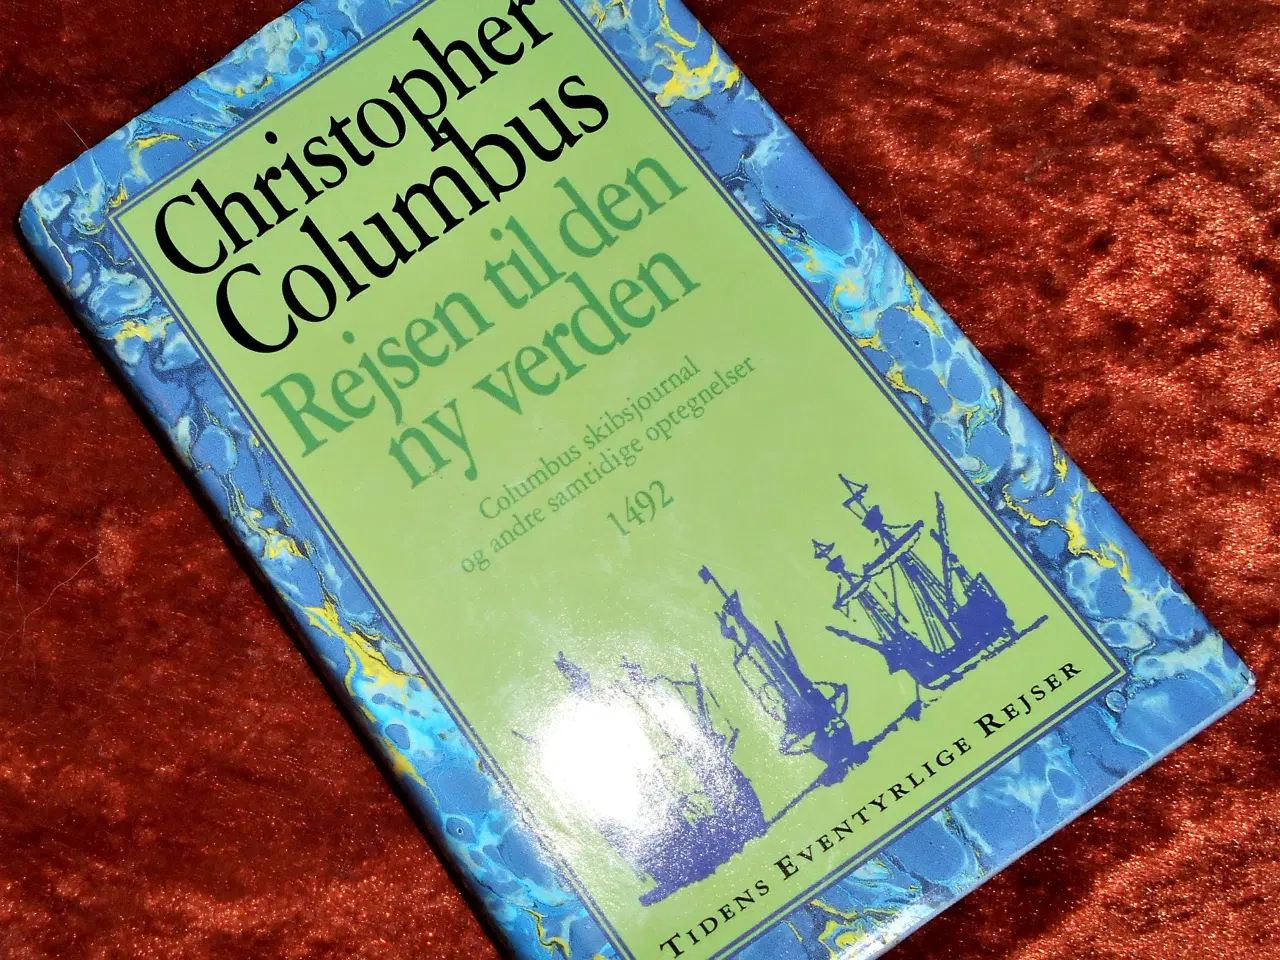 Christopher
Columbus
Rejsen til den
ny verden
Columbus skibsjournal
og andre samtidige optegnelser
1492
TIDENS EVENTYRLIGE REJSER